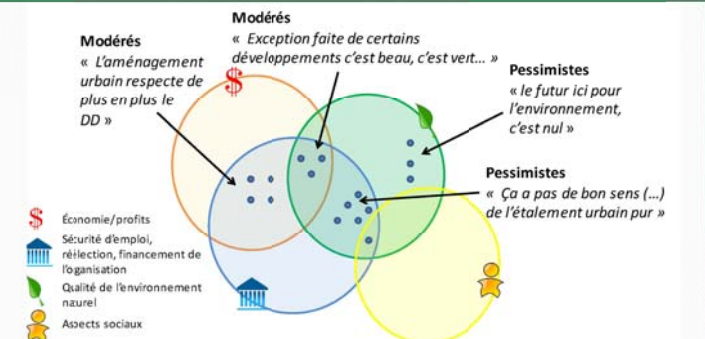 Modérés
« L'aménagement
urbain respecte de
plus en plus le
DD »
Modérés
« Exception faite de certains
développements c'est beau, c'est vert... »
Pessimistes
« le futur ici pour
l'environnement,
c'est nul »
Pessimistes
« Ça a pas de bon sens (...)
de l'étalement urbain pur »
$
$ Économie/profits
Sécurité d'emploi,
réélection, financement de
l'oganisation
Qualité de l'environnement
naurel
Aspects sociaux